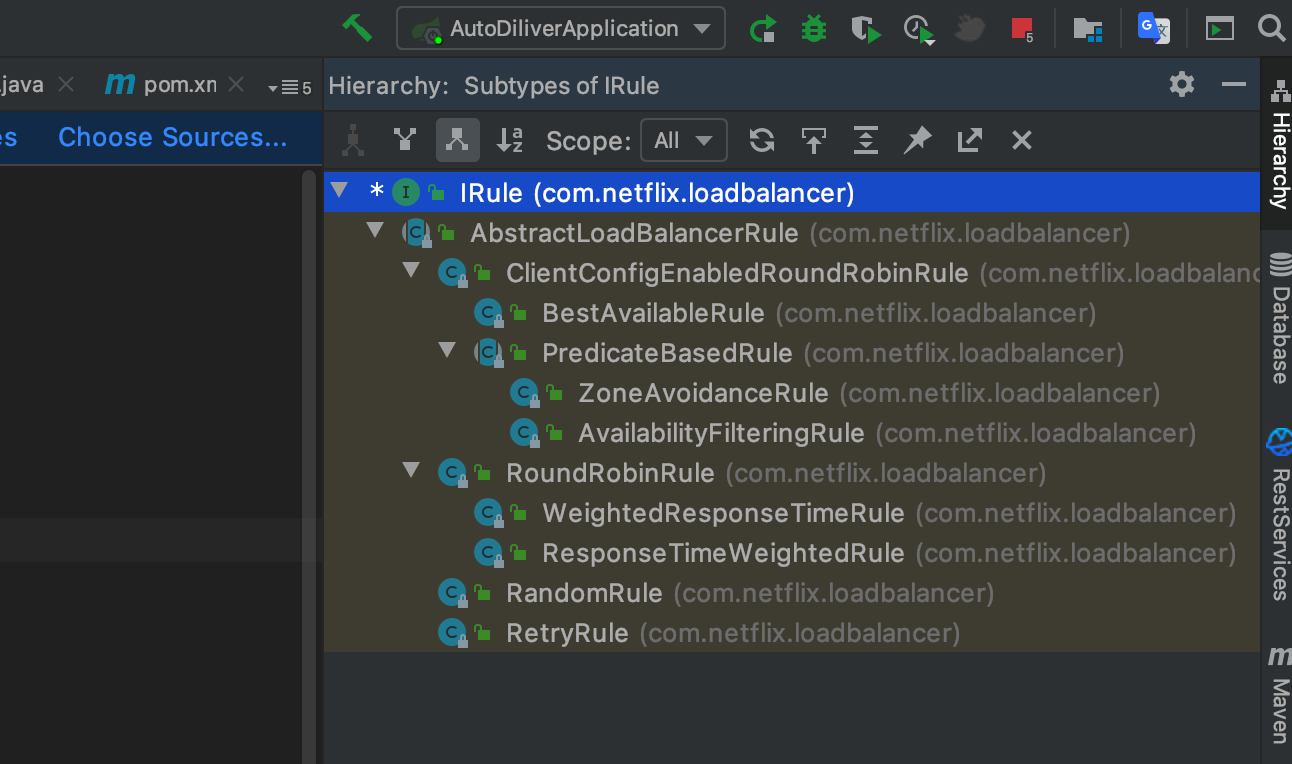 AutoDiliverApplication
5
G 文
.java
m pom.xn
5
Hierarchy: Subtypes of IRule
es Choose Sources...
Scope: All
* I IRule (com.netflix.loadbalancer)
C AbstractLoadBalancerRule (com.netflix.loadbalancer)
C ClientConfigEnabledRoundRobinRule (com.netflix.loadbalanc
C BestAvailableRule (com.netflix.loadbalancer)
C PredicateBasedRule (com.netflix.loadbalancer)
C ZoneAvoidanceRule (com.netflix.loadbalancer)
C AvailabilityFilteringRule (com.netflix.loadbalancer)
C RoundRobinRule (com.netflix.loadbalancer)
C WeightedResponseTimeRule (com.netflix.loadbalancer)
C ResponseTimeWeightedRule (com.netflix.loadbalancer)
C RandomRule (com.netflix.loadbalancer)
C RetryRule (com.netflix.loadbalancer)
Hierarchy
Database
RestServices
m Maven